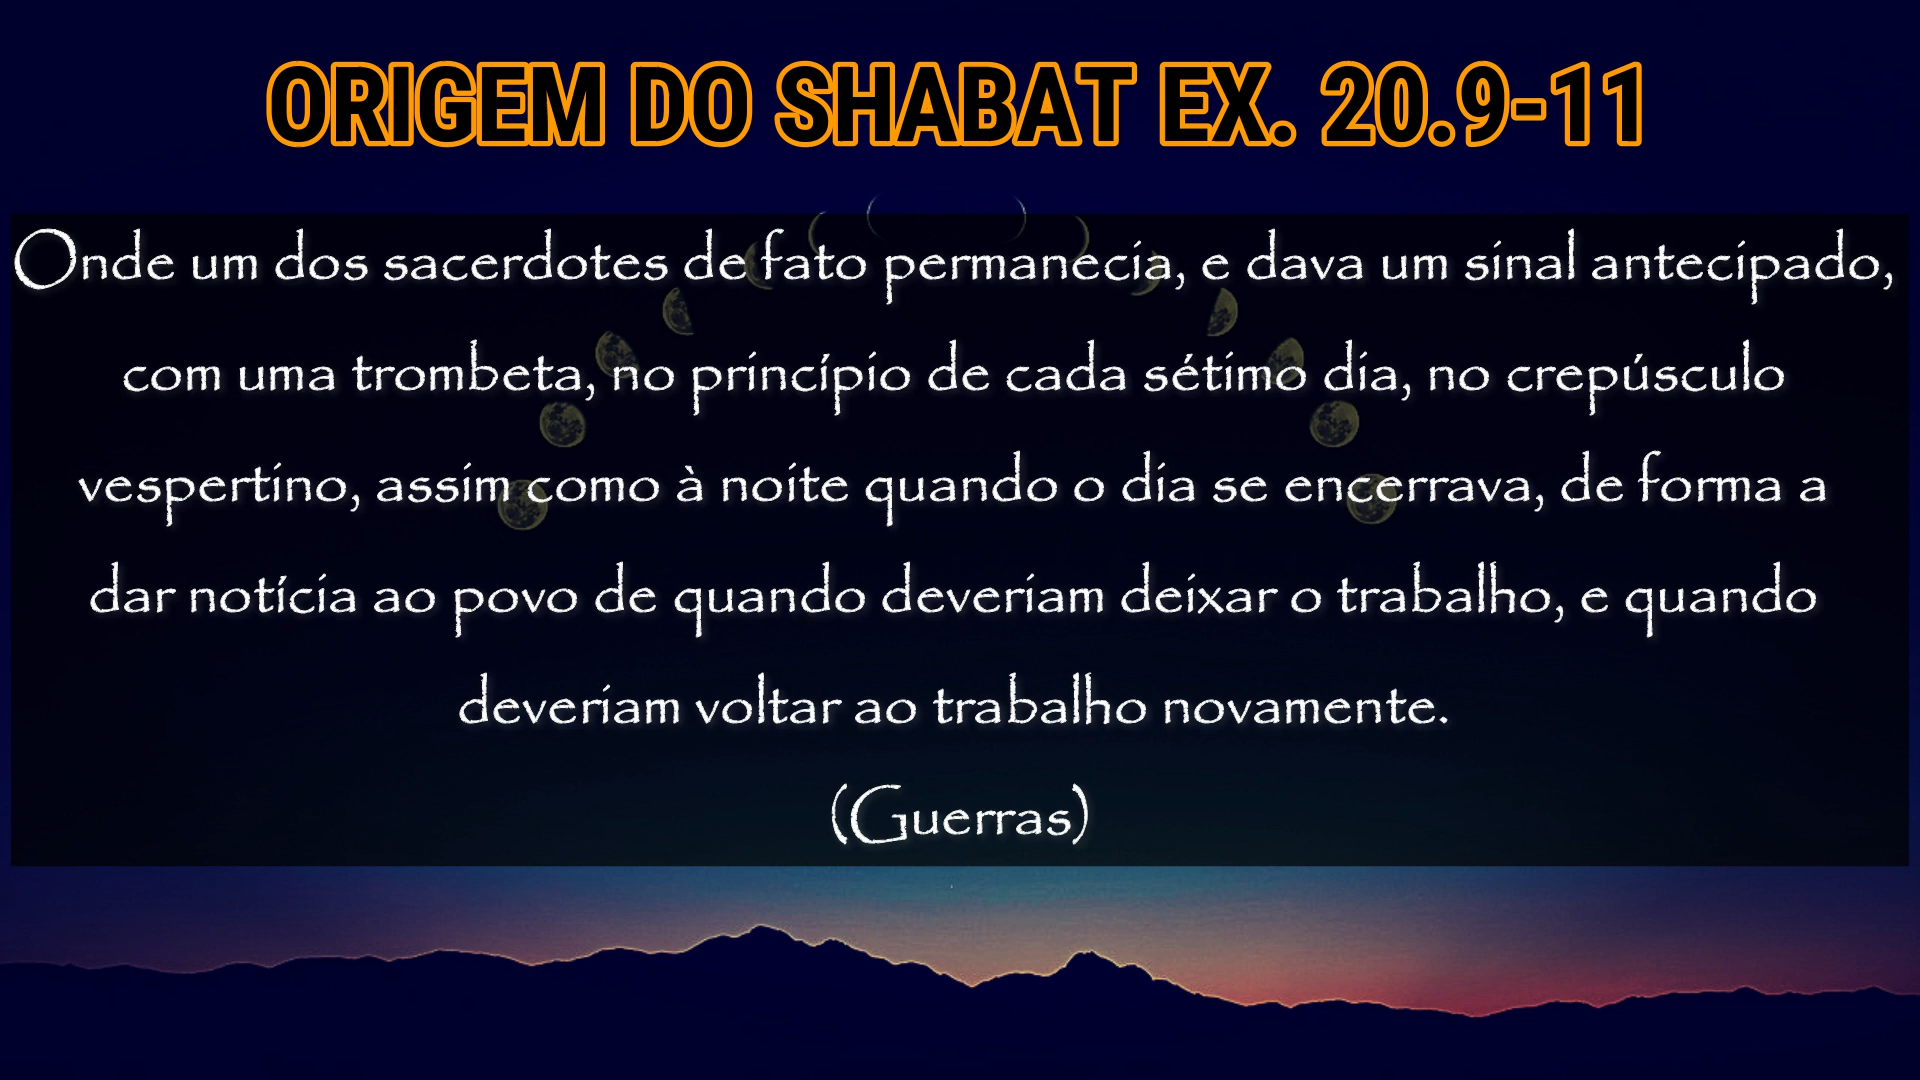 ORIGEM DO SHABAT EX. 20.9-11
Onde um dos sacerdotes de fato permanecia, e dava um sinal antecipado,
com uma trombeta, no princípio de cada sétimo dia, no crepúsculo
vespertino, assim como à noite quando o dia se encerrava, de forma a
dar notícia ao povo de quando deveriam deixar o trabalho, e quando
deveriam voltar ao trabalho novamente.
(Guerras)